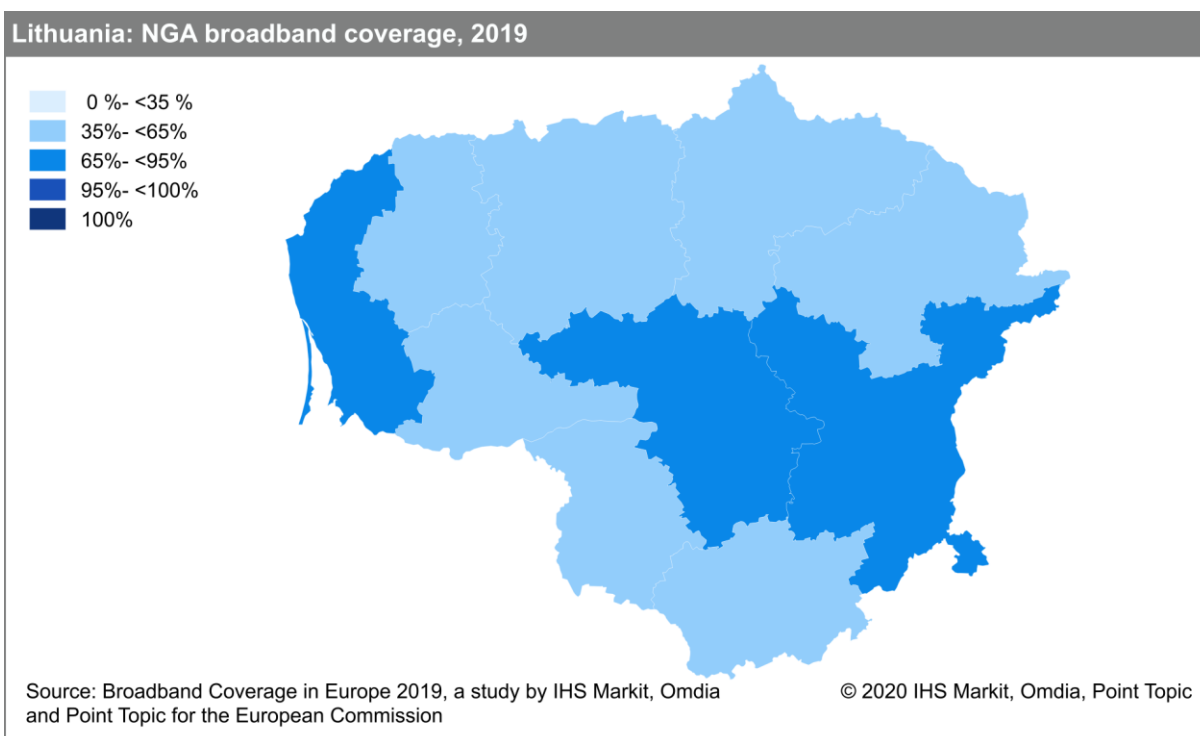 Lithuania: NGA broadband coverage, 2019
0 %- <35 %
35%- <65%
65%- <95%
95%- <100%
100%
Source: Broadband Coverage in Europe 2019, a study by IHS Markit, Omdia
and Point Topic for the European Commission
© 2020 IHS Markit, Omdia, Point Topic